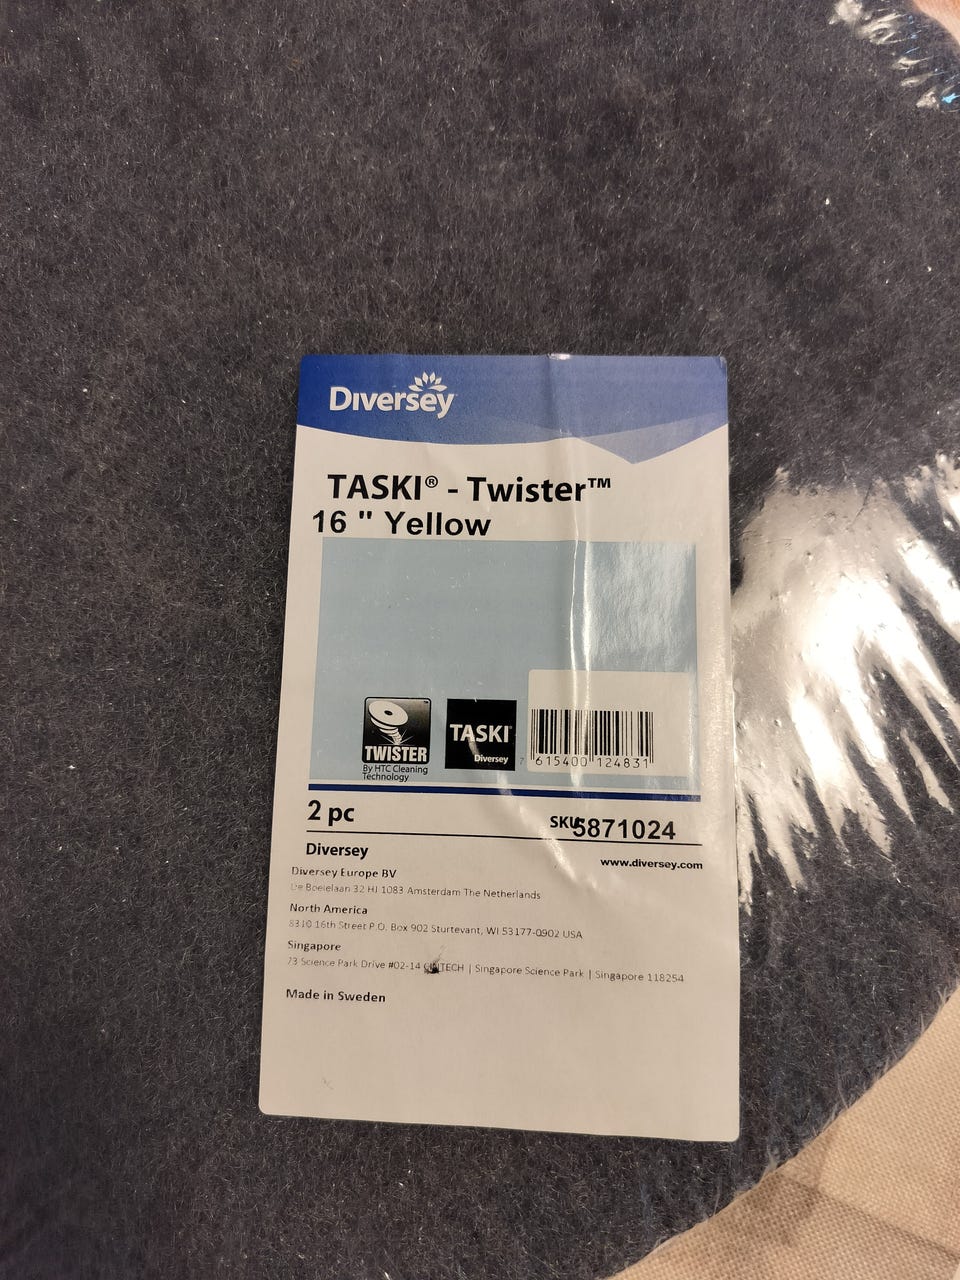 Diversey
TASKI® - Twister™
16 " Yellow
TWISTER™
By HTC Cleaning
Technology
TASKI®
Diversey
7 615400 124831
2 pc
SKU 5871024
Diversey
www.diversey.com
Diversey Europe BV
De Boelelaan 32 HJ 1083 Amsterdam The Netherlands
North America
8310 16th Street P.O. Box 902 Sturtevant, WI 53177-0902 USA
Singapore
73 Science Park Drive #02-14 | Singapore Science Park | Singapore 118254
Made in Sweden